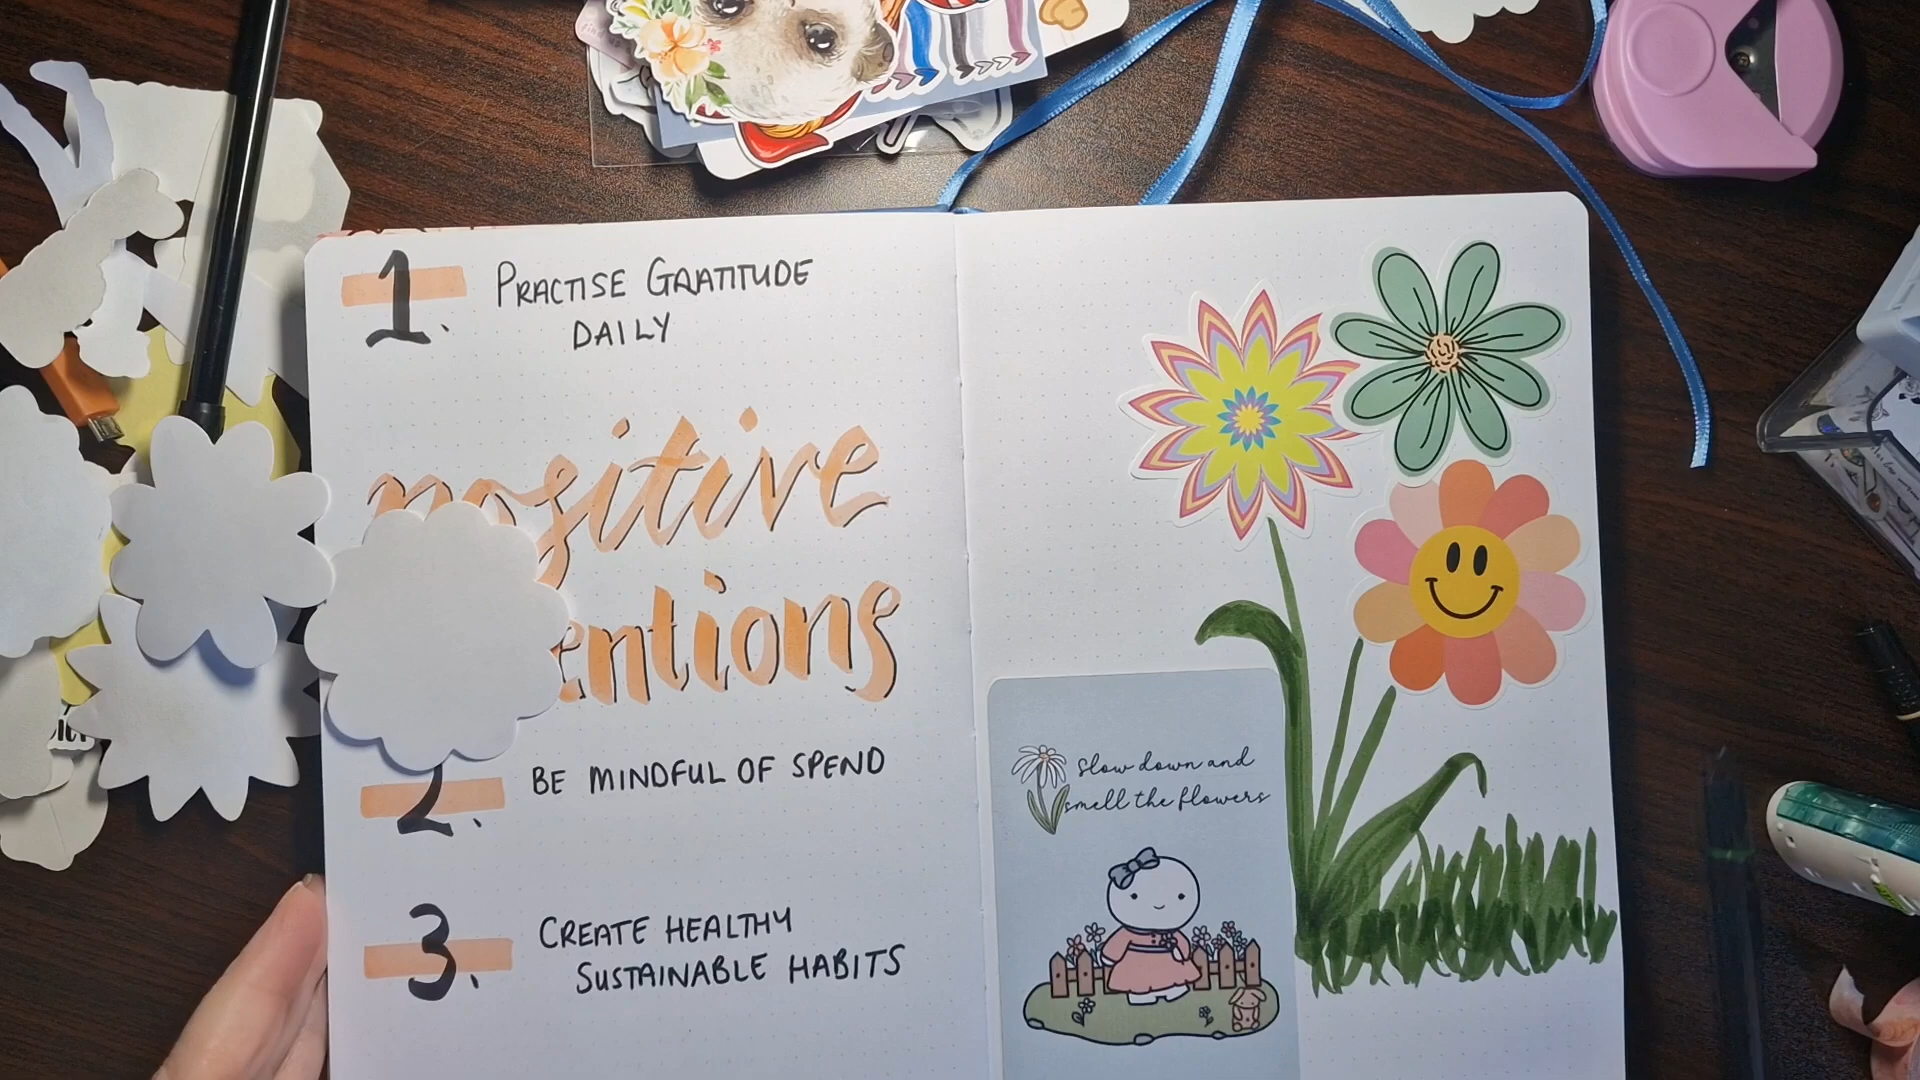 1. PRACTISE GRATITUDE
DAILY
positive
entions
2. BE MINDFUL OF SPEND
3. CREATE HEALTHY
SUSTAINABLE HABITS
Slow down and
smell the flowers